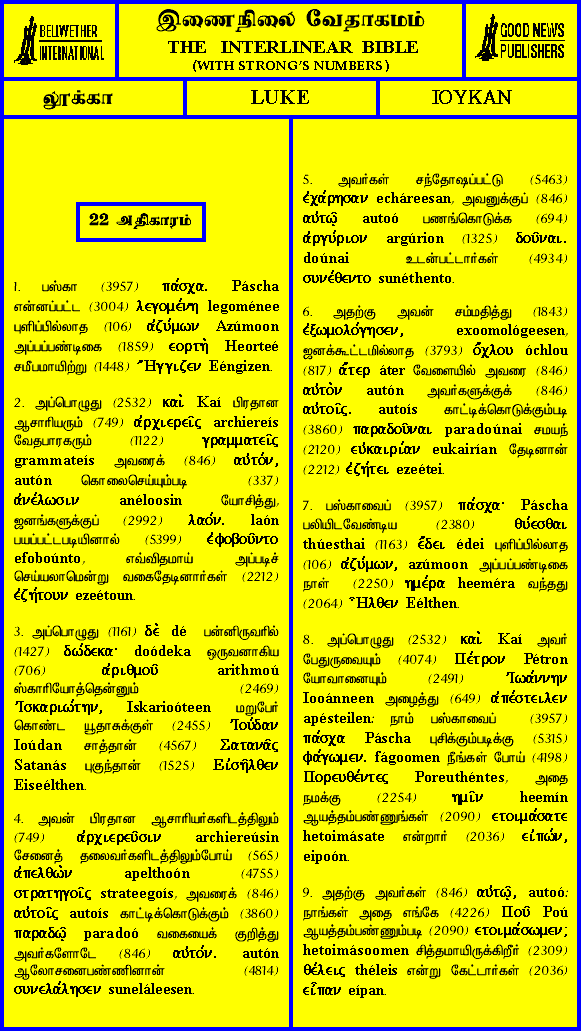 BELLWETHER
INTERNATIONAL
இணைநிலை வேதாகமம்
THE INTERLINEAR BIBLE
(WITH STRONG'S NUMBERS)
GOOD NEWS
PUBLISHERS
லூக்கா
LUKE
ΙΟΥΚΑΝ
22 அதிகாரம்
1. பஸ்கா (3957) πάσχα. Páscha
என்னப்பட்ட (3004) λεγομένη legoménee
புளிப்பில்லாத (106) ἀζύμων Azúmoon
அப்பப்பண்டிகை (1859) εορτὴ Heorteé
சமீபமாயிற்று (1448) Ἤγγιζεν Eéngizen.
2. அப்பொழுது (2532) καὶ Kaí பிரதான
ஆசாரியரும் (749) ἀρχιερεῖς archiereís
வேதபாரகரும் (1122) γραμματεῖς
grammateís அவரைக் (846) αὐτόν,
autón கொலைசெய்யும்படி (337)
ἀνέλωσιν anéloosin யோசித்து,
ஜனங்களுக்குப் (2992) λαόν. laón
பயப்பட்டபடியினால் (5399) ἐφοβοῦντο
efoboúnto, எவ்விதமாய் அப்படிச்
செய்யலாமென்று வகைதேடினார்கள் (2212)
ἐζήτουν ezeétoun.
3. அப்பொழுது (1161) δὲ dé பன்னிருவரில்
(1427) δώδεκα· doódeka ஒருவனாகிய
(706) ἀριθμοῦ arithmoú
ஸ்காரியோத்தென்னும் (2469)
Ἰσκαριώτην, Iskarioóteen மறுபேர்
கொண்ட யூதாசுக்குள் (2455) Ἰούδαν
Ioúdan சாத்தான் (4567) Σατανᾶς
Satanás புகுந்தான் (1525) Εἰσῆλθεν
Eiseélthen.
4. அவன் பிரதான ஆசாரியர்களிடத்திலும்
(749) ἀρχιερεῦσιν archiereúsin
சேனைத் தலைவர்களிடத்திலும்போய் (565)
ἀπελθὼν apelthoón (4755)
στρατηγοῖς strateegoís, அவரைக் (846)
αὐτοῖς autoís காட்டிக்கொடுக்கும் (3860)
παραδῷ paradoó வகையைக் குறித்து
அவர்களோடே (846) αὐτόν. autón
ஆலோசனைபண்ணினான் (4814)
συνελάλησεν suneláleesen.
5. அவர்கள் சந்தோஷப்பட்டு (5463)
ἐχάρησαν echáreesan, அவனுக்குப் (846)
αὐτῷ autoó பணங்கொடுக்க (694)
ἀργύριον argúrion (1325) δοῦναι.
doúnai உடன்பட்டார்கள் (4934)
συνέθεντο sunéthento.
6. அதற்கு அவன் சம்மதித்து (1843)
ἐξωμολόγησεν, exoomológeesen,
ஜனக்கூட்டமில்லாத (3793) ὄχλου óchlou
(817) ἄτερ áter வேளையில் அவரை (846)
αὐτὸν autón அவர்களுக்குக் (846)
αὐτοῖς. autoís காட்டிக்கொடுக்கும்படி
(3860) παραδοῦναι paradoúnai சமயந்
(2120) εὐκαιρίαν eukairían தேடினான்
(2212) ἐζήτει ezeétei.
7. பஸ்காவைப் (3957) πάσχα· Páscha
பலியிடவேண்டிய (2380) θύεσθαι
thúesthai (1163) ἔδει édei புளிப்பில்லாத
(106) ἀζύμων, azúmoon அப்பப்பண்டிகை
நாள் (2250) ημέρα heeméra வந்தது
(2064) Ἦλθεν Eélthen.
8. அப்பொழுது (2532) καὶ Kaí அவர்
பேதுருவையும் (4074) Πέτρον Pétron
யோவானையும் (2491) Ἰωάννην
Iooánneen அழைத்து (649) ἀπέστειλεν
apésteilen: நாம் பஸ்காவைப் (3957)
πάσχα Páscha புசிக்கும்படிக்கு (5315)
φάγωμεν. fágoomen நீங்கள் போய் (4198)
Πορευθέντες Poreuthéntes, அதை
நமக்கு (2254) ημῖν heemín
ஆயத்தம்பண்ணுங்கள் (2090) ετοιμάσατε
hetoimásate என்றார் (2036) εἰπών,
eipoón.
9. அதற்கு அவர்கள் (846) αὐτῷ, autoó:
நாங்கள் அதை எங்கே (4226) Ποῦ Poú
ஆயத்தம்பண்ணும்படி (2090) ετοιμάσωμεν;
hetoimásoomen சித்தமாயிருக்கிறீர் (2309)
θέλεις théleis என்று கேட்டார்கள் (2036)
εἶπαν eípan.